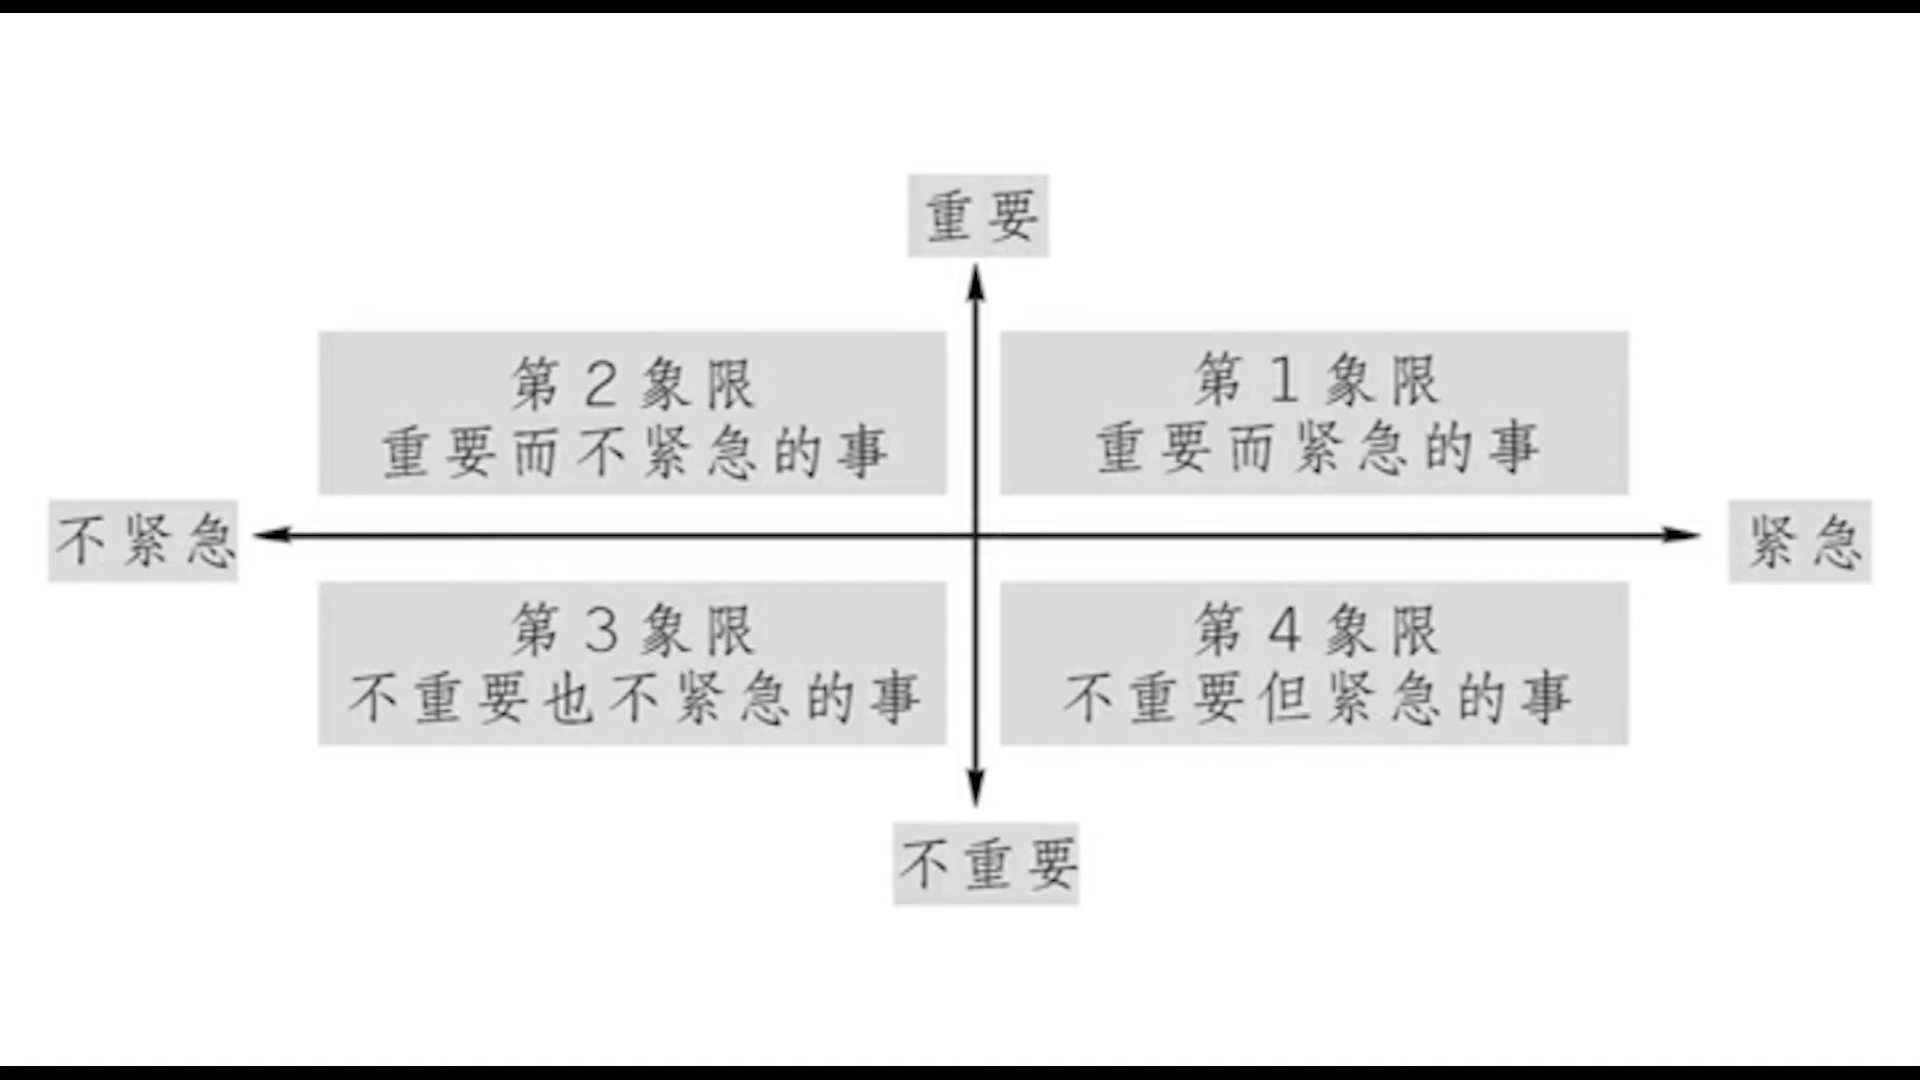 重要
第2象限
重要而不紧急的事
第1象限
重要而紧急的事
不紧急
紧急
第3象限
不重要也不紧急的事
第4象限
不重要但紧急的事
不重要